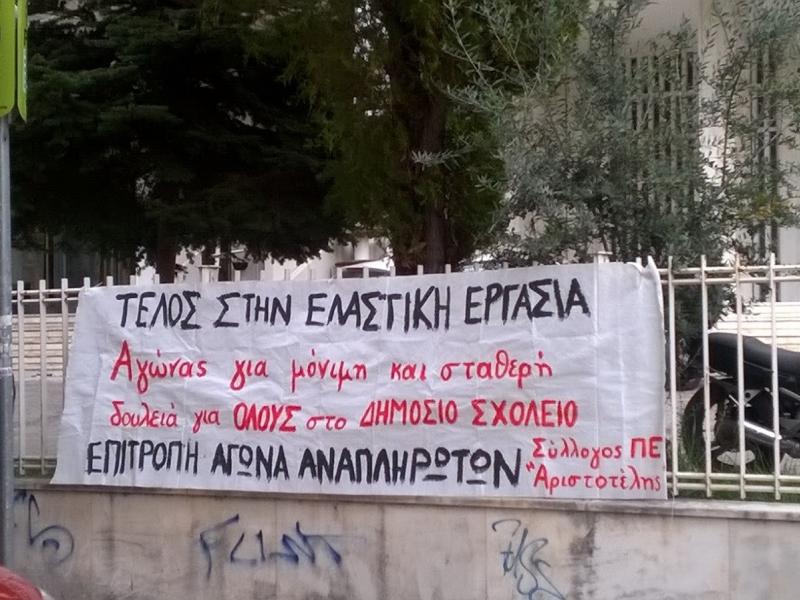 ΤΕΛΟΣ ΣΤΗΝ ΕΛΑΣΤΙΚΗ ΕΡΓΑΣΙΑ
Αγώνας για μόνιμη και σταθερή
δουλειά για ΟΛΟΥΣ στο ΔΗΜΟΣΙΟ ΣΧΟΛΕΙΟ
ΕΠΙΤΡΟΠΗ ΑΓΩΝΑ ΑΝΑΠΛΗΡΩΤΩΝ
Σύλλογος ΠΕ
"Αριστοτέλης